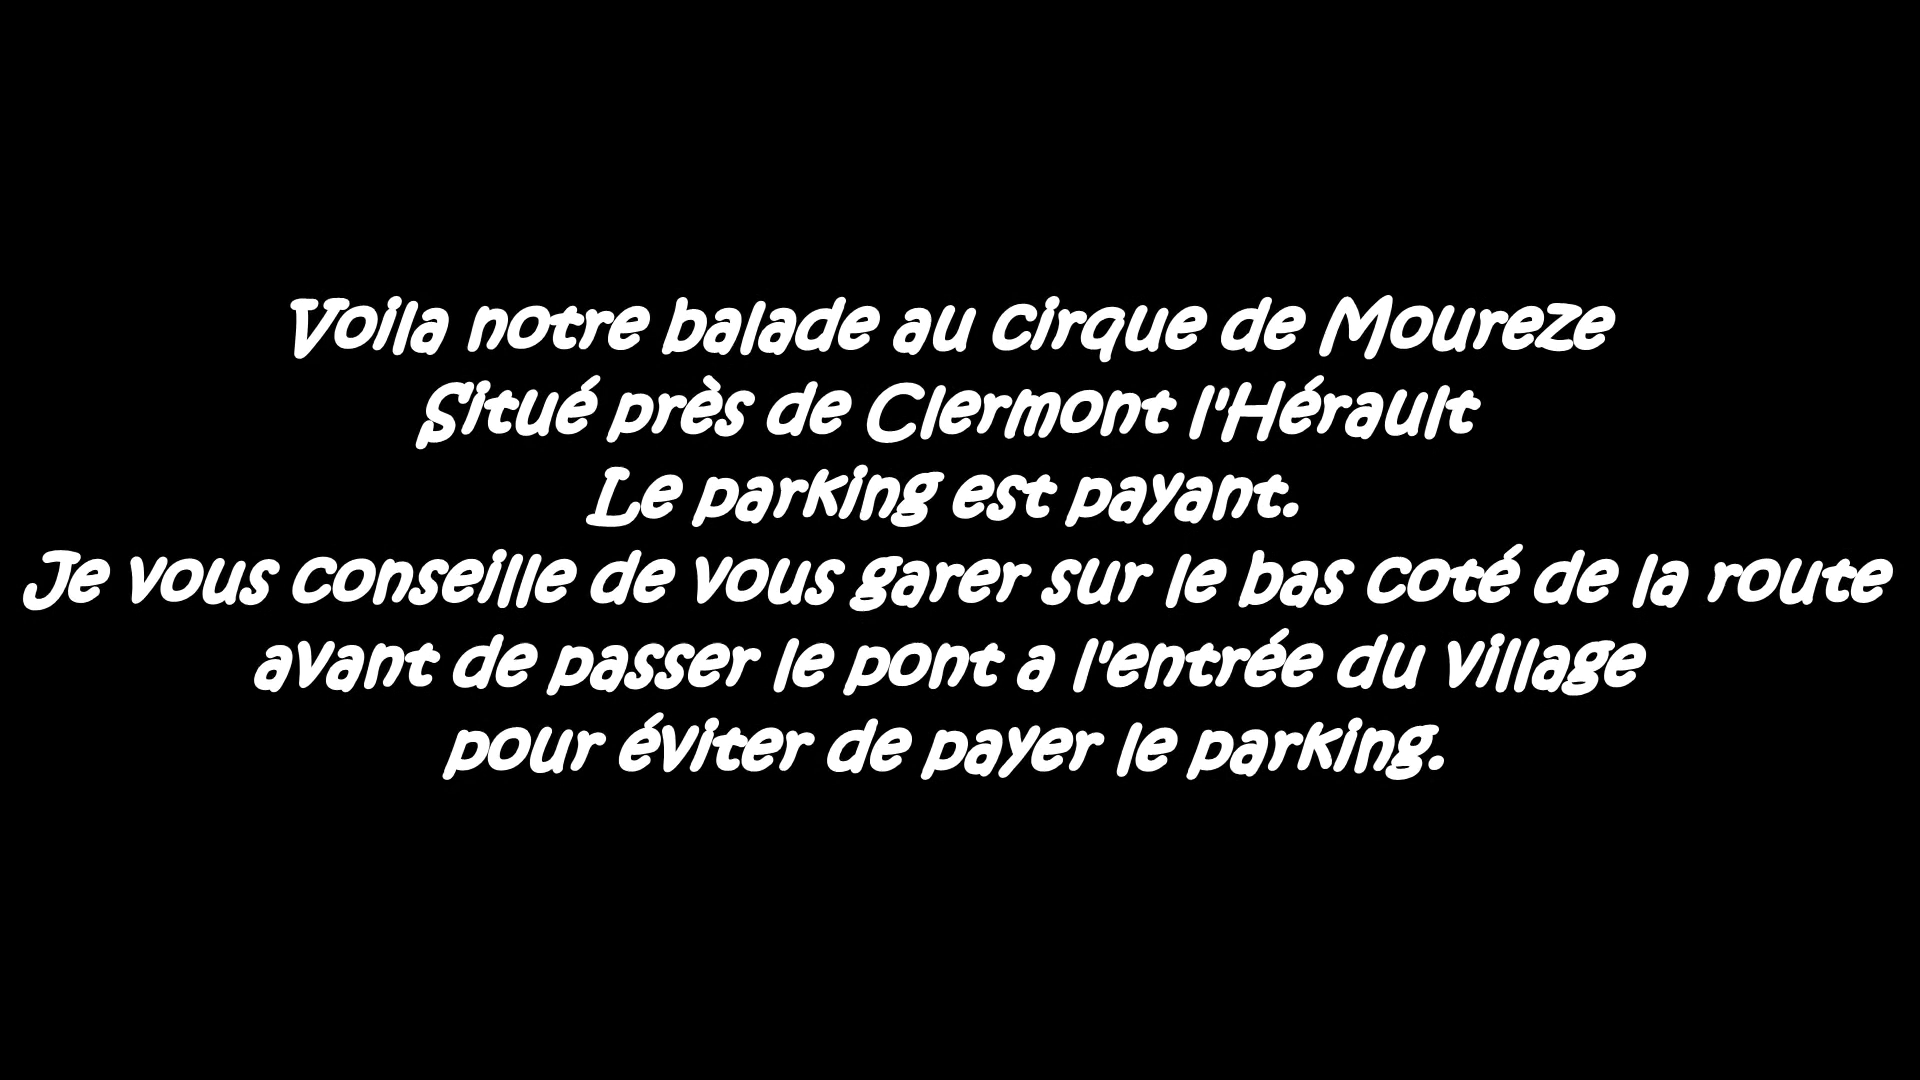 Voila notre balade au cirque de Moureze
Situé près de Clermont l'Hérault
Le parking est payant.
Je vous conseille de vous garer sur le bas coté de la route
avant de passer le pont a l'entrée du village
pour éviter de payer le parking.